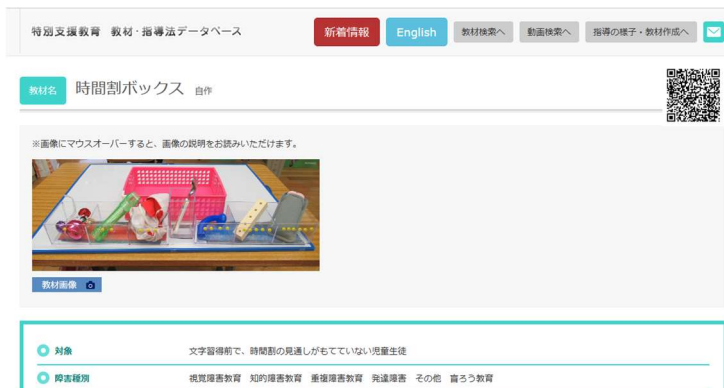 特別支援教育 教材・指導法データベース
新着情報
English
教材検索へ
動画検索へ
指導の様子・教材作成へ
教材名 時間割ボックス 自作
※画像にマウスオーバーすると、画像の説明をお読みいただけます。
教材画像
対象 文字習得前で、時間割の見通しがもてていない児童生徒
障害種別 視覚障害教育 知的障害教育 重複障害教育 発達障害 その他 盲ろう教育